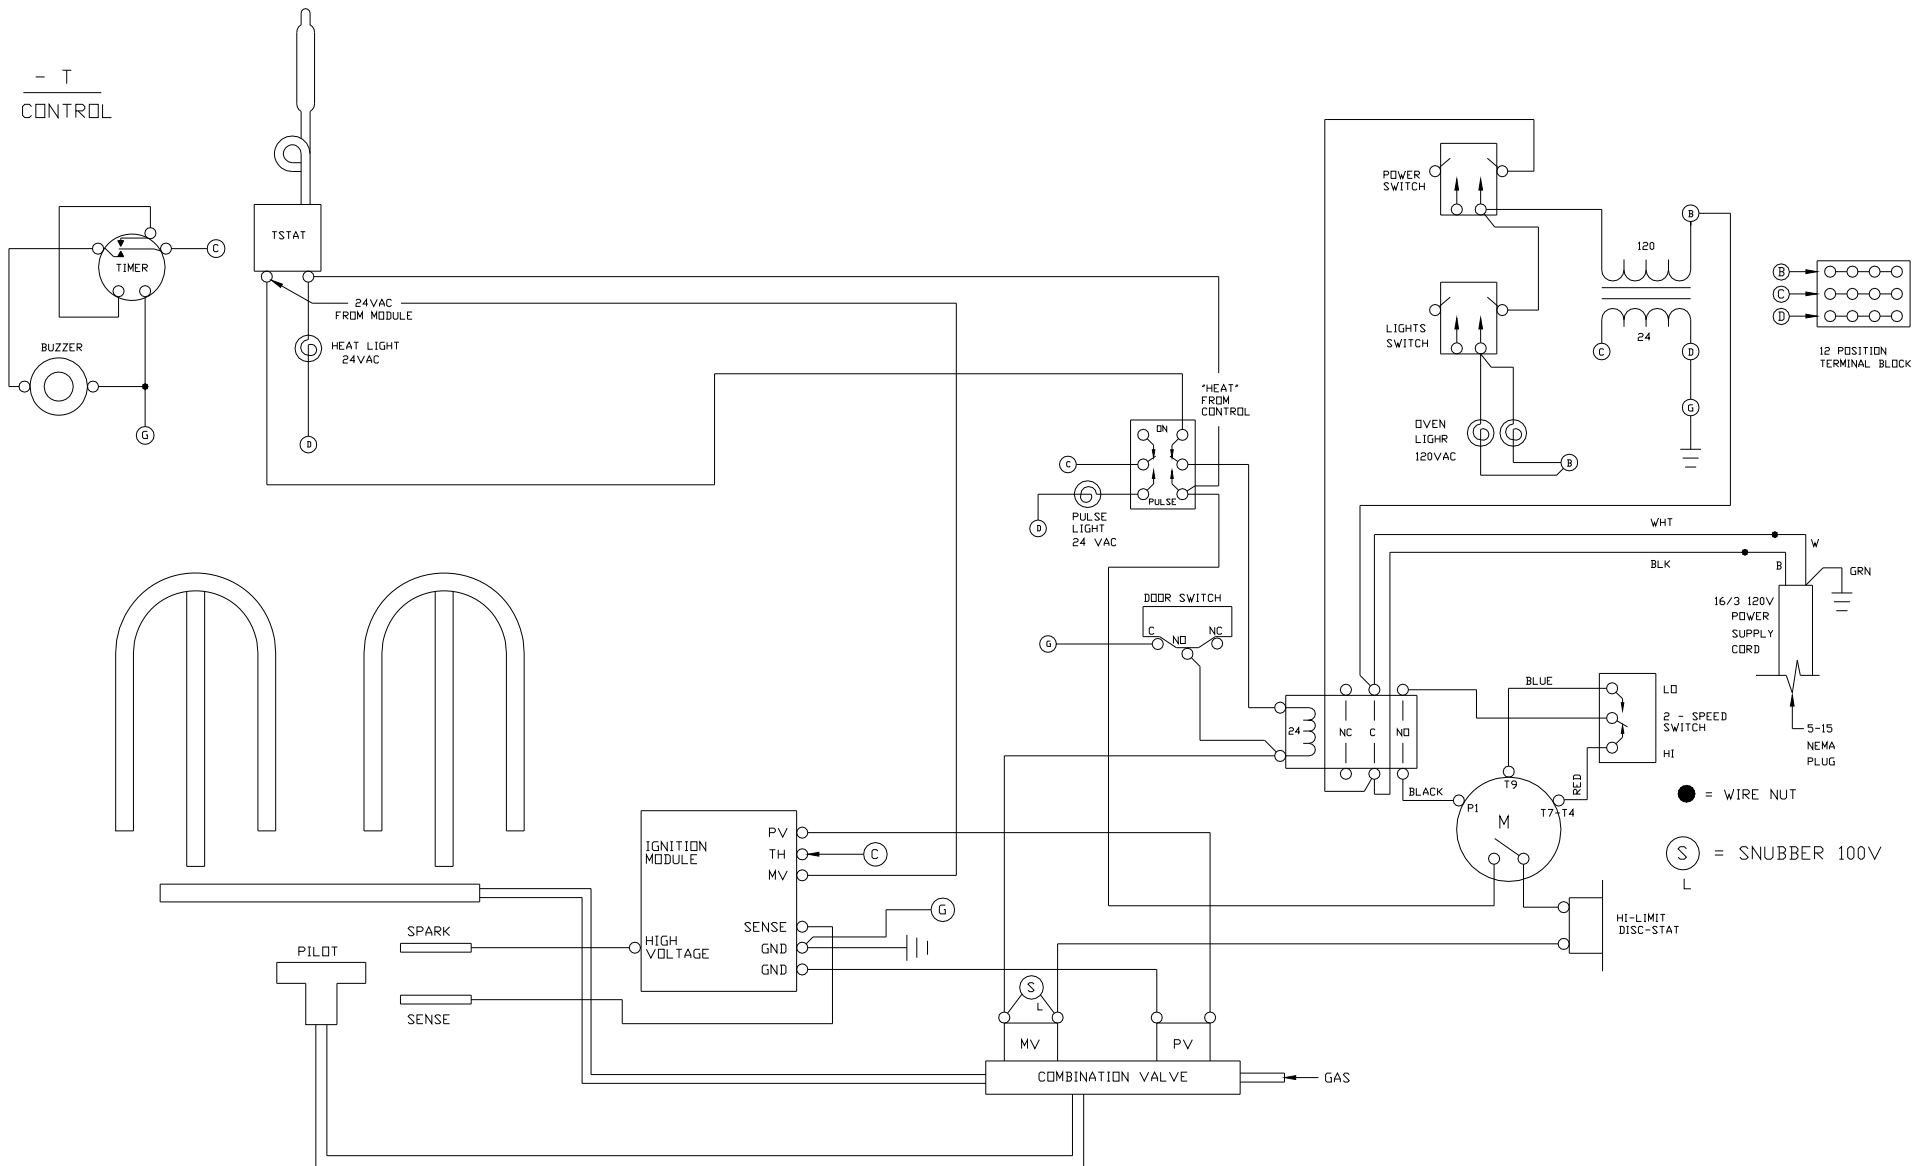 - T
CONTROL
TSTAT
C
TIMER
BUZZER
G
24VAC
FROM MODULE
HEAT LIGHT
24VAC
D
"HEAT"
FROM
CONTROL
ON
C
PULSE
PULSE
LIGHT
24 VAC
D
POWER
SWITCH
B
120
24
C
D
G
LIGHTS
SWITCH
OVEN
LIGHR
120VAC
B
B
C
D
12 POSITION
TERMINAL BLOCK
WHT
W
BLK
B
GRN
16/3 120V
POWER
SUPPLY
CORD
5-15
NEMA
PLUG
DOOR SWITCH
C
NO
NC
G
24
NC
C
NO
BLUE
LO
2 - SPEED
SWITCH
HI
RED
BLACK
P1
T9
T7-T4
M
= WIRE NUT
S = SNUBBER 100V
L
HI-LIMIT
DISC-STAT
IGNITION
MODULE
PV
TH
MV
C
SENSE
GND
GND
G
HIGH
VOLTAGE
SPARK
PILOT
SENSE
S
L
MV
PV
COMBINATION VALVE
GAS